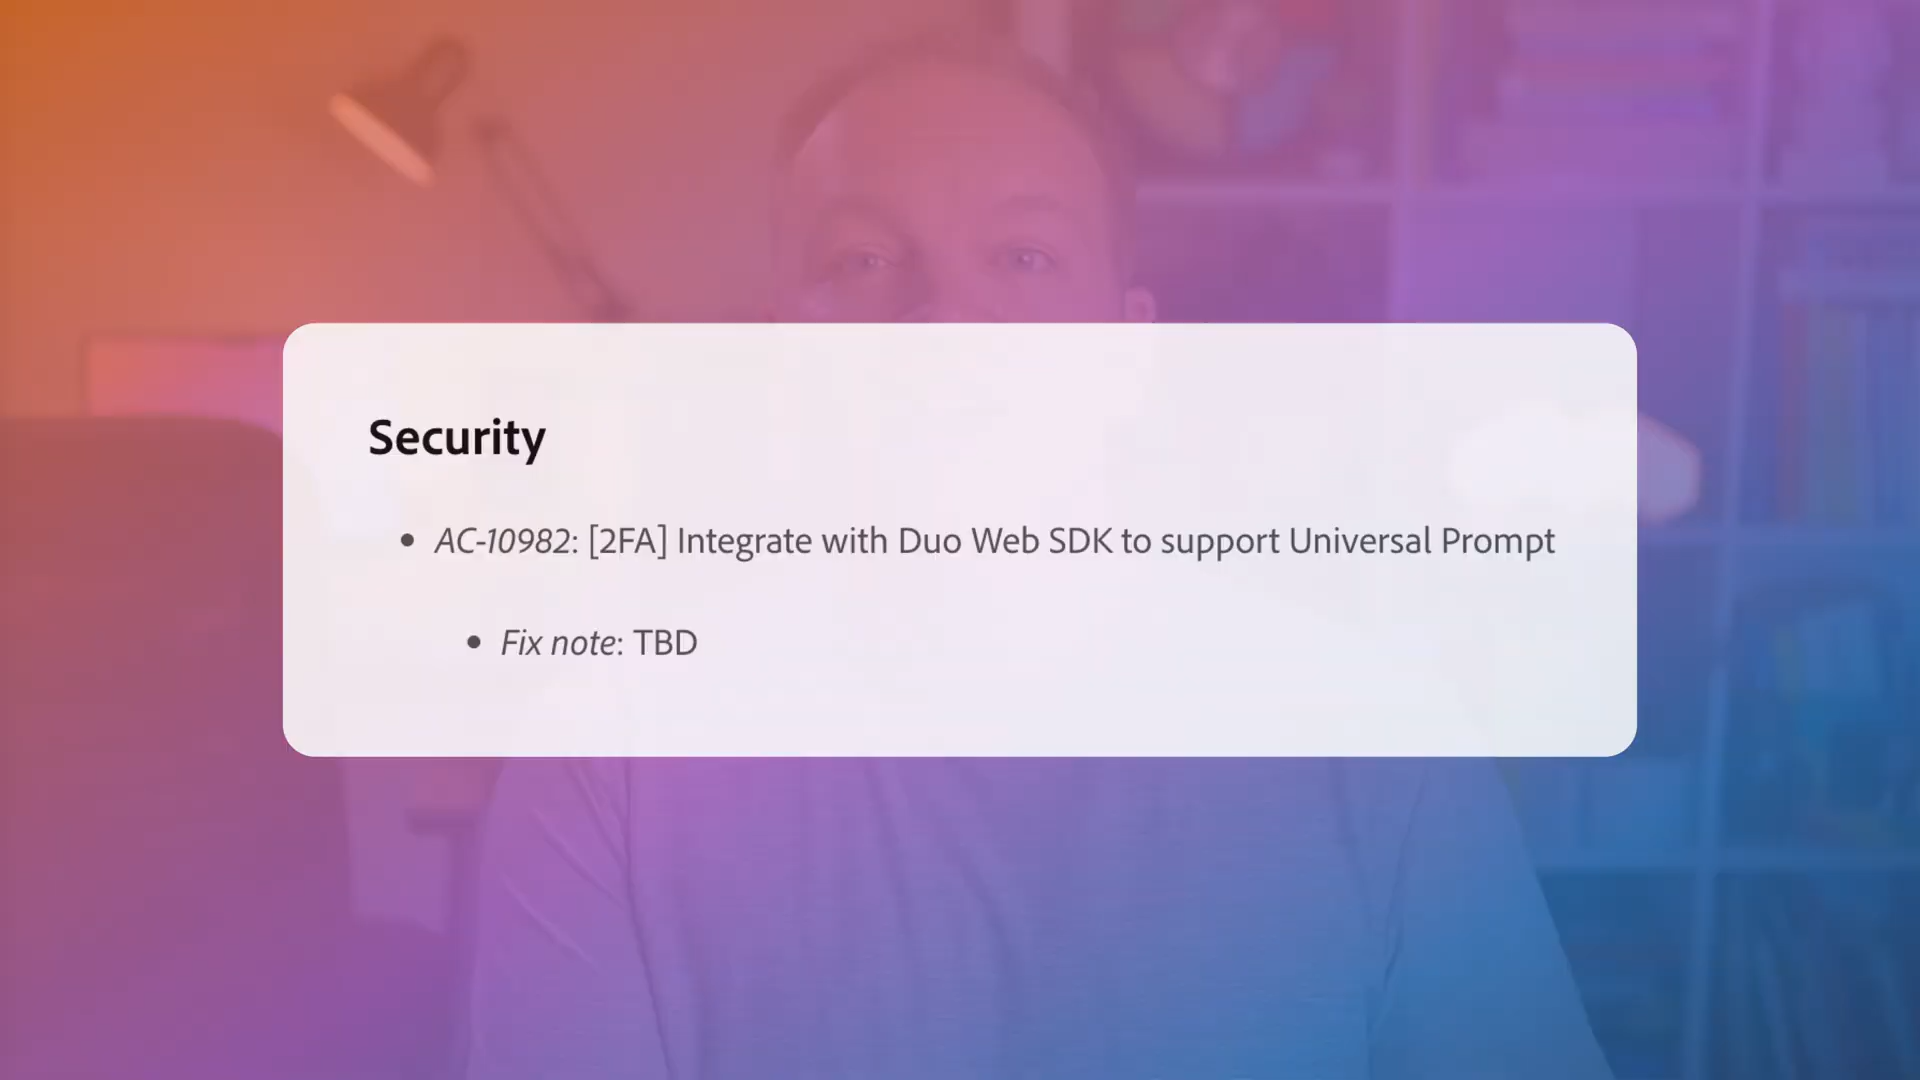 Security
• AC-10982: [2FA] Integrate with Duo Web SDK to support Universal Prompt
• Fix note: TBD